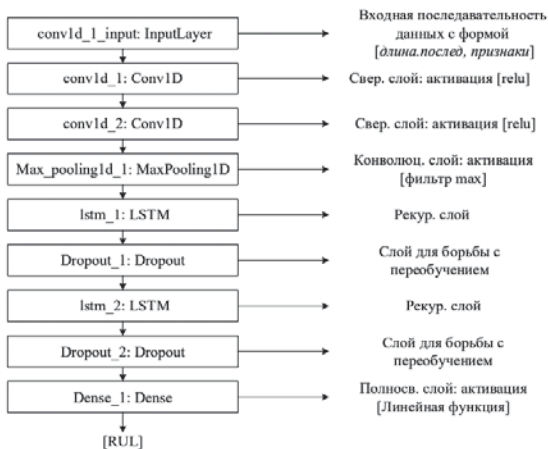 conv1d_1_input: InputLayer
Входная последавательность
данных с формой
[длина.послед, признаки]
conv1d_1: Conv1D
Свер. слой: активация [relu]
conv1d_2: Conv1D
Свер. слой: активация [relu]
Max_pooling1d_1: MaxPooling1D
Конволюц. слой: активация
[фильтр max]
lstm_1: LSTM
Рекур. слой
Dropout_1: Dropout
Слой для борьбы с
переобучением
lstm_2: LSTM
Рекур. слой
Dropout_2: Dropout
Слой для борьбы с
переобучением
Dense_1: Dense
Полносв. слой: активация
[Линейная функция]
[RUL]